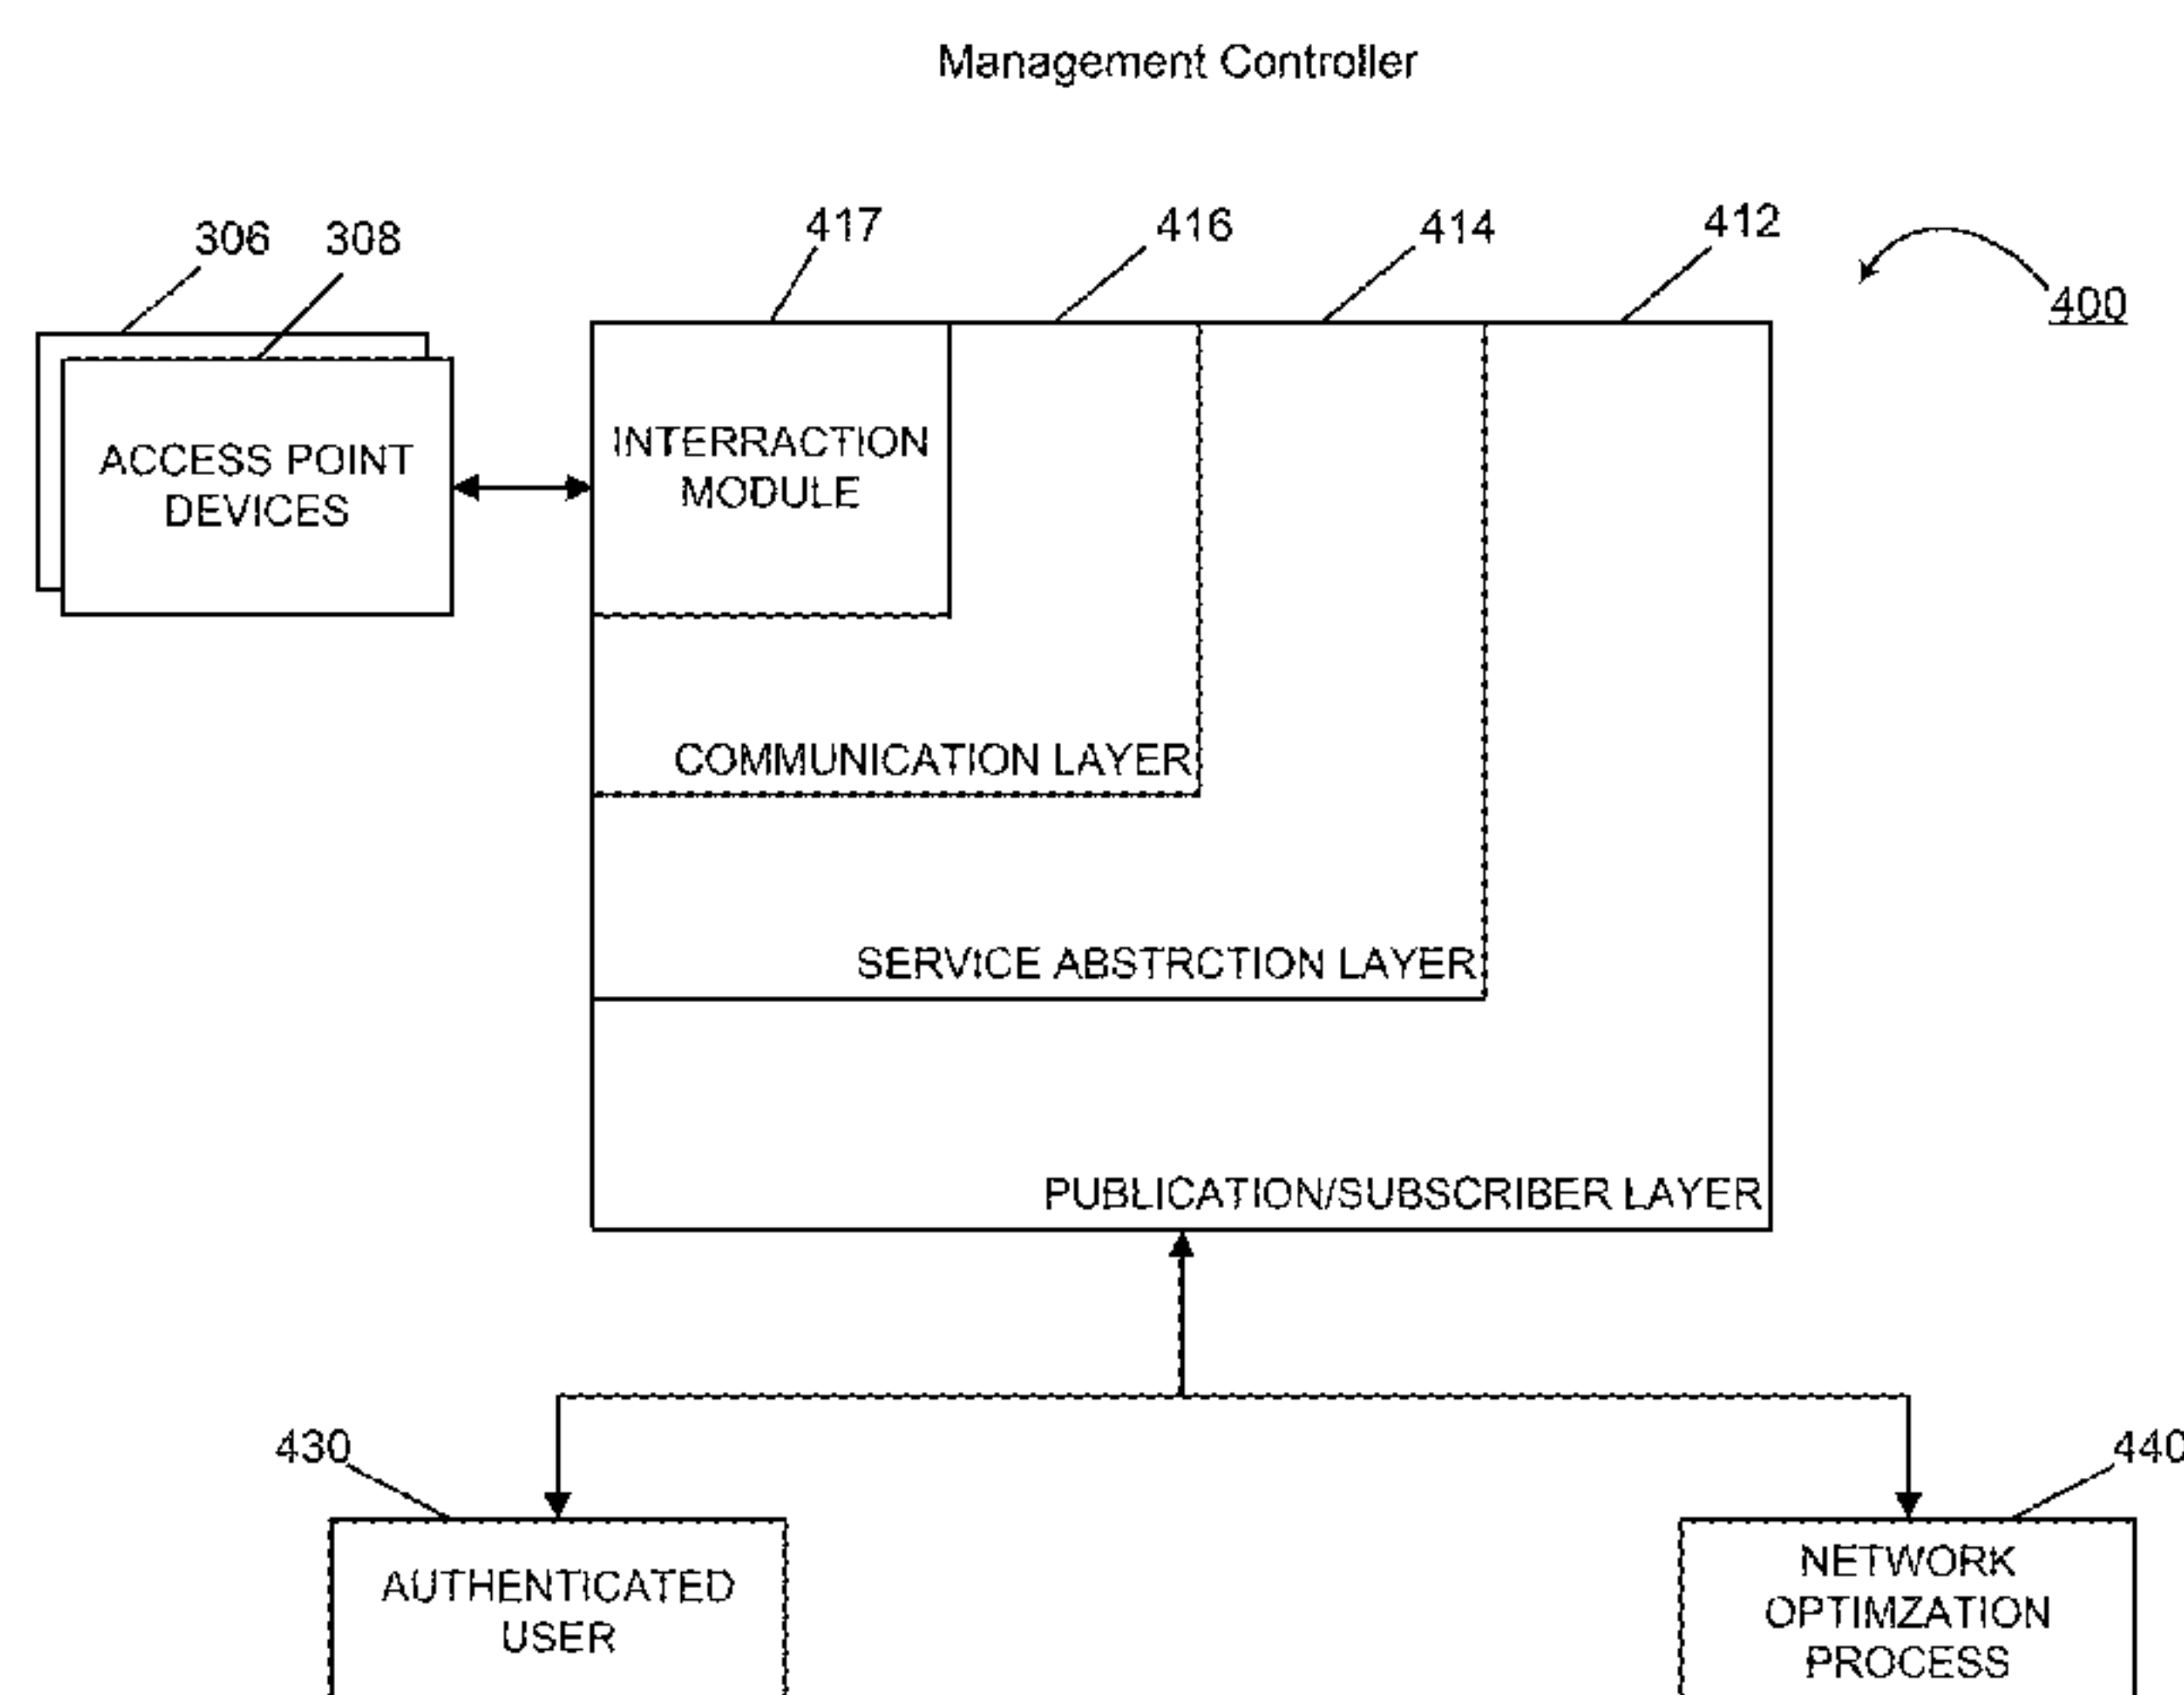 Management Controller
306
308
417
416
414
412
400
ACCESS POINT
DEVICES
INTERRACTION
MODULE
COMMUNICATION LAYER
SERVICE ABSTRCTION LAYER
PUBLICATION/SUBSCRIBER LAYER
430
440
AUTHENTICATED
USER
NETWORK
OPTIMZATION
PROCESS